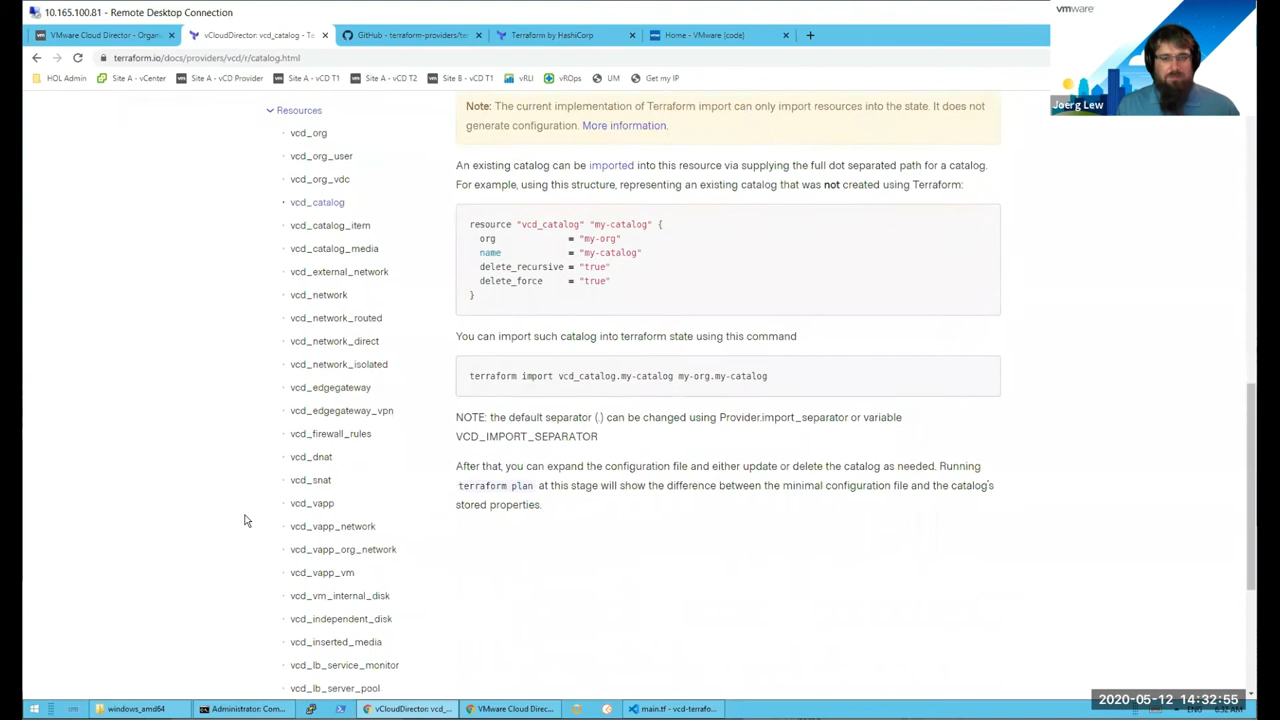 10.165.100.81 - Remote Desktop Connection
vmware
VMware Cloud Director - Organi
vCloudDirector: vcd_catalog - Te
GitHub - terraform-providers/ter
Terraform by HashiCorp
Home - VMware {code}
terraform.io/docs/providers/vcd/r/catalog.html
HOL Admin
Site A - vCenter
Site A - vCD Provider
Site A - vCD T1
Site A - vCD T2
Site B - vCD T1
vRLI
vROps
UM
Get my IP
Joerg Lew
Resources
vcd_org
vcd_org_user
vcd_org_vdc
vcd_catalog
vcd_catalog_item
vcd_catalog_media
vcd_external_network
vcd_network
vcd_network_routed
vcd_network_direct
vcd_network_isolated
vcd_edgegateway
vcd_edgegateway_vpn
vcd_firewall_rules
vcd_dnat
vcd_snat
vcd_vapp
vcd_vapp_network
vcd_vapp_org_network
vcd_vapp_vm
vcd_vm_internal_disk
vcd_independent_disk
vcd_inserted_media
vcd_lb_service_monitor
vcd_lb_server_pool
Note: The current implementation of Terraform import can only import resources into the state. It does not
generate configuration. More information.
An existing catalog can be imported into this resource via supplying the full dot separated path for a catalog.
For example, using this structure, representing an existing catalog that was not created using Terraform:
resource "vcd_catalog" "my-catalog" {
org = "my-org"
name = "my-catalog"
delete_recursive = "true"
delete_force = "true"
}
You can import such catalog into terraform state using this command
terraform import vcd_catalog.my-catalog my-org.my-catalog
NOTE: the default separator (.) can be changed using Provider.import_separator or variable
VCD_IMPORT_SEPARATOR
After that, you can expand the configuration file and either update or delete the catalog as needed. Running
terraform plan at this stage will show the difference between the minimal configuration file and the catalog's
stored properties.
windows_amd64
Administrator: Com...
vCloudDirector: vcd_...
VMware Cloud Direc...
main.tf - vcd-terrafo...
2020-05-12 14:32:55